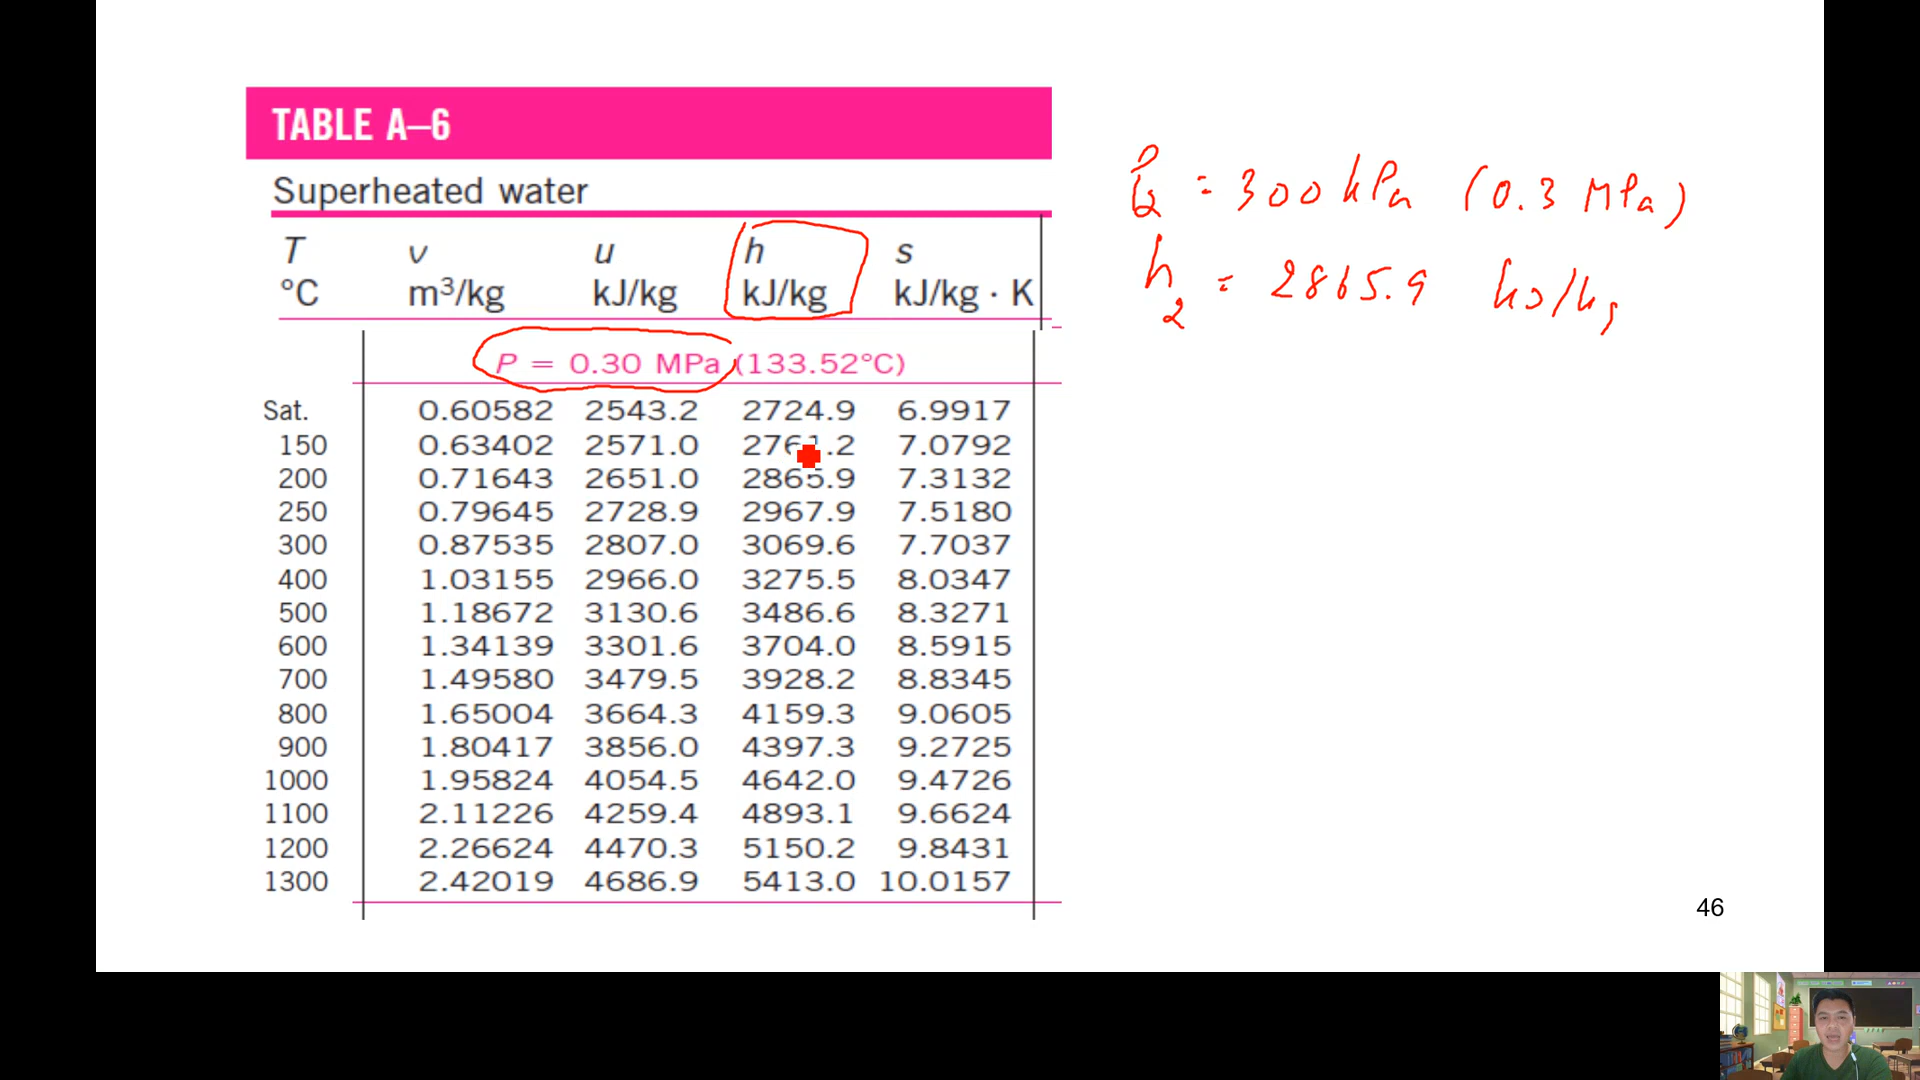 TABLE A–6
Superheated water
T v u h s
°C m³/kg kJ/kg kJ/kg kJ/kg · K
P = 0.30 MPa (133.52°C)
Sat. 0.60582 2543.2 2724.9 6.9917
150 0.63402 2571.0 2761.2 7.0792
200 0.71643 2651.0 2865.9 7.3132
250 0.79645 2728.9 2967.9 7.5180
300 0.87535 2807.0 3069.6 7.7037
400 1.03155 2966.0 3275.5 8.0347
500 1.18672 3130.6 3486.6 8.3271
600 1.34139 3301.6 3704.0 8.5915
700 1.49580 3479.5 3928.2 8.8345
800 1.65004 3664.3 4159.3 9.0605
900 1.80417 3856.0 4397.3 9.2725
1000 1.95824 4054.5 4642.0 9.4726
1100 2.11226 4259.4 4893.1 9.6624
1200 2.26624 4470.3 5150.2 9.8431
1300 2.42019 4686.9 5413.0 10.0157
P₂ = 300 kPa (0.3 MPa)
h₂ = 2865.9 kJ/kg
46